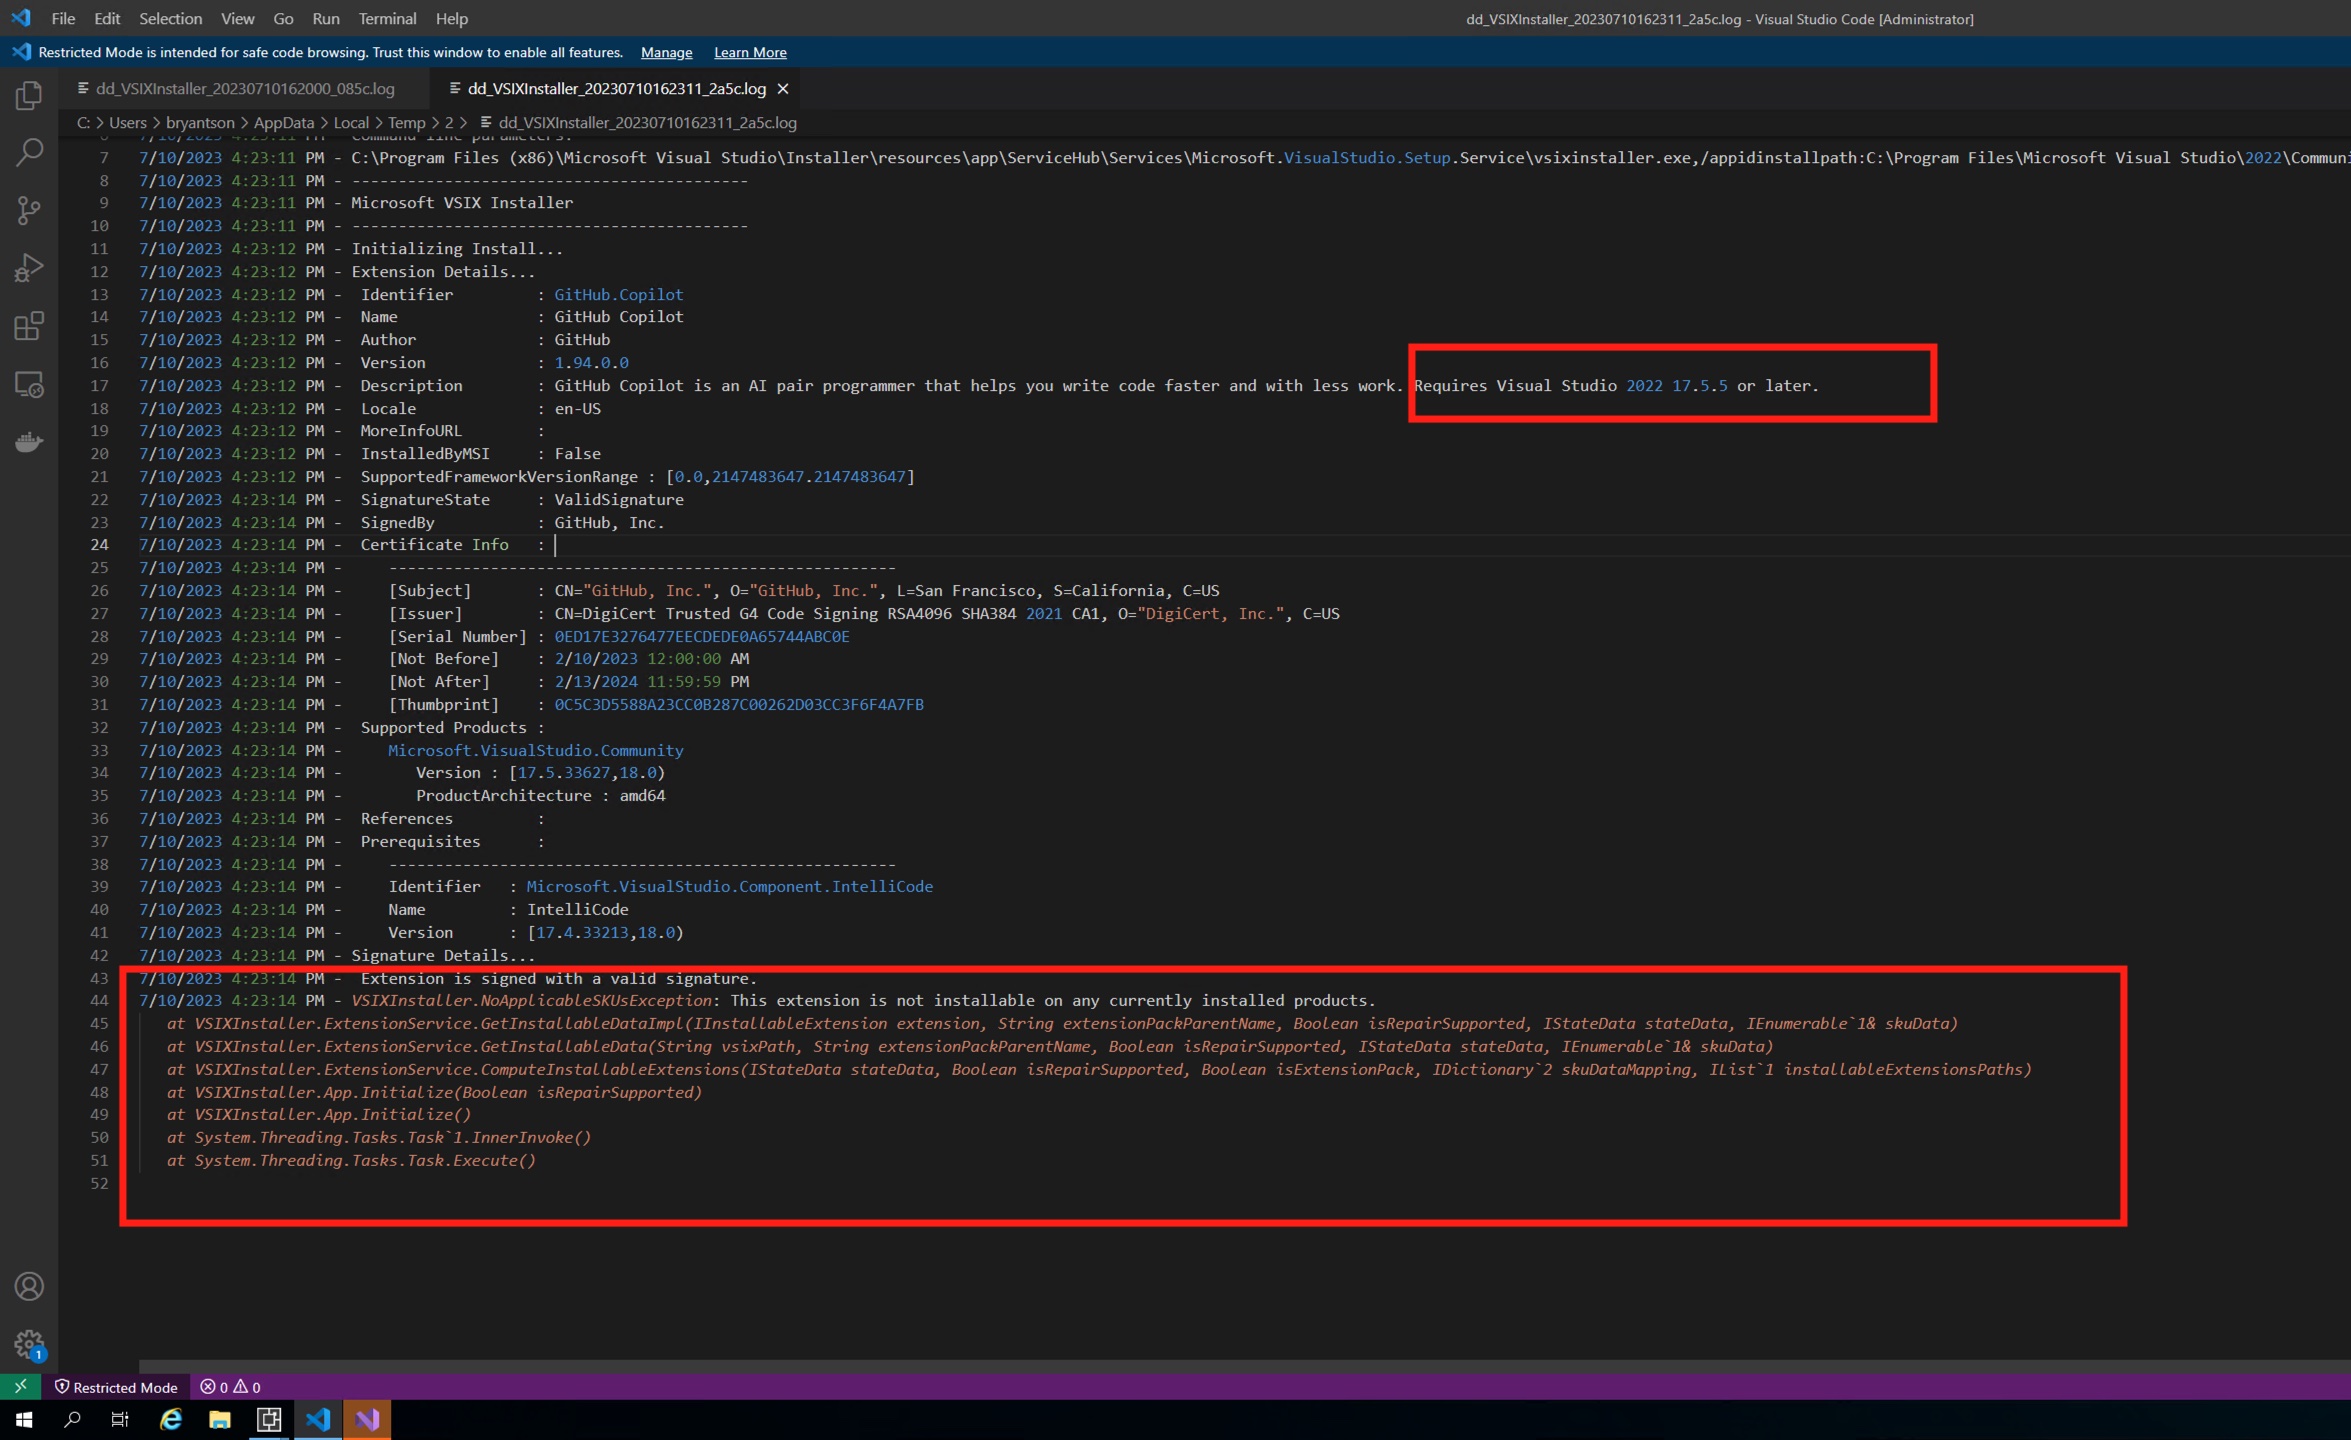 File Edit Selection View Go Run Terminal Help
dd_VSIXInstaller_20230710162311_2a5c.log - Visual Studio Code [Administrator]
Restricted Mode is intended for safe code browsing. Trust this window to enable all features. Manage Learn More
dd_VSIXInstaller_20230710162000_085c.log
dd_VSIXInstaller_20230710162311_2a5c.log
C: > Users > bryantson > AppData > Local > Temp > 2 > dd_VSIXInstaller_20230710162311_2a5c.log
6 7/10/2023 4:23:11 PM - Command line parameters:
7 7/10/2023 4:23:11 PM - C:\Program Files (x86)\Microsoft Visual Studio\Installer\resources\app\ServiceHub\Services\Microsoft.VisualStudio.Setup.Service\vsixinstaller.exe,/appidinstallpath:C:\Program Files\Microsoft Visual Studio\2022\Communi
8 7/10/2023 4:23:11 PM - -------------------------------------------
9 7/10/2023 4:23:11 PM - Microsoft VSIX Installer
10 7/10/2023 4:23:11 PM - -------------------------------------------
11 7/10/2023 4:23:12 PM - Initializing Install...
12 7/10/2023 4:23:12 PM - Extension Details...
13 7/10/2023 4:23:12 PM - Identifier : GitHub.Copilot
14 7/10/2023 4:23:12 PM - Name : GitHub Copilot
15 7/10/2023 4:23:12 PM - Author : GitHub
16 7/10/2023 4:23:12 PM - Version : 1.94.0.0
17 7/10/2023 4:23:12 PM - Description : GitHub Copilot is an AI pair programmer that helps you write code faster and with less work. Requires Visual Studio 2022 17.5.5 or later.
18 7/10/2023 4:23:12 PM - Locale : en-US
19 7/10/2023 4:23:12 PM - MoreInfoURL :
20 7/10/2023 4:23:12 PM - InstalledByMSI : False
21 7/10/2023 4:23:12 PM - SupportedFrameworkVersionRange : [0.0,2147483647.2147483647]
22 7/10/2023 4:23:14 PM - SignatureState : ValidSignature
23 7/10/2023 4:23:14 PM - SignedBy : GitHub, Inc.
24 7/10/2023 4:23:14 PM - Certificate Info :
25 7/10/2023 4:23:14 PM - -------------------------------------------------------
26 7/10/2023 4:23:14 PM - [Subject] : CN="GitHub, Inc.", O="GitHub, Inc.", L=San Francisco, S=California, C=US
27 7/10/2023 4:23:14 PM - [Issuer] : CN=DigiCert Trusted G4 Code Signing RSA4096 SHA384 2021 CA1, O="DigiCert, Inc.", C=US
28 7/10/2023 4:23:14 PM - [Serial Number] : 0ED17E3276477EECDEDE0A65744ABC0E
29 7/10/2023 4:23:14 PM - [Not Before] : 2/10/2023 12:00:00 AM
30 7/10/2023 4:23:14 PM - [Not After] : 2/13/2024 11:59:59 PM
31 7/10/2023 4:23:14 PM - [Thumbprint] : 0C5C3D5588A23CC0B287C00262D03CC3F6F4A7FB
32 7/10/2023 4:23:14 PM - Supported Products :
33 7/10/2023 4:23:14 PM - Microsoft.VisualStudio.Community
34 7/10/2023 4:23:14 PM - Version : [17.5.33627,18.0)
35 7/10/2023 4:23:14 PM - ProductArchitecture : amd64
36 7/10/2023 4:23:14 PM - References :
37 7/10/2023 4:23:14 PM - Prerequisites :
38 7/10/2023 4:23:14 PM - -------------------------------------------------------
39 7/10/2023 4:23:14 PM - Identifier : Microsoft.VisualStudio.Component.IntelliCode
40 7/10/2023 4:23:14 PM - Name : IntelliCode
41 7/10/2023 4:23:14 PM - Version : [17.4.33213,18.0)
42 7/10/2023 4:23:14 PM - Signature Details...
43 7/10/2023 4:23:14 PM - Extension is signed with a valid signature.
44 7/10/2023 4:23:14 PM - VSIXInstaller.NoApplicableSKUsException: This extension is not installable on any currently installed products.
45 at VSIXInstaller.ExtensionService.GetInstallableDataImpl(IInstallableExtension extension, String extensionPackParentName, Boolean isRepairSupported, IStateData stateData, IEnumerable`1& skuData)
46 at VSIXInstaller.ExtensionService.GetInstallableData(String vsixPath, String extensionPackParentName, Boolean isRepairSupported, IStateData stateData, IEnumerable`1& skuData)
47 at VSIXInstaller.ExtensionService.ComputeInstallableExtensions(IStateData stateData, Boolean isRepairSupported, Boolean isExtensionPack, IDictionary`2 skuDataMapping, IList`1 installableExtensionsPaths)
48 at VSIXInstaller.App.Initialize(Boolean isRepairSupported)
49 at VSIXInstaller.App.Initialize()
50 at System.Threading.Tasks.Task`1.InnerInvoke()
51 at System.Threading.Tasks.Task.Execute()
52
1
Restricted Mode 0 0